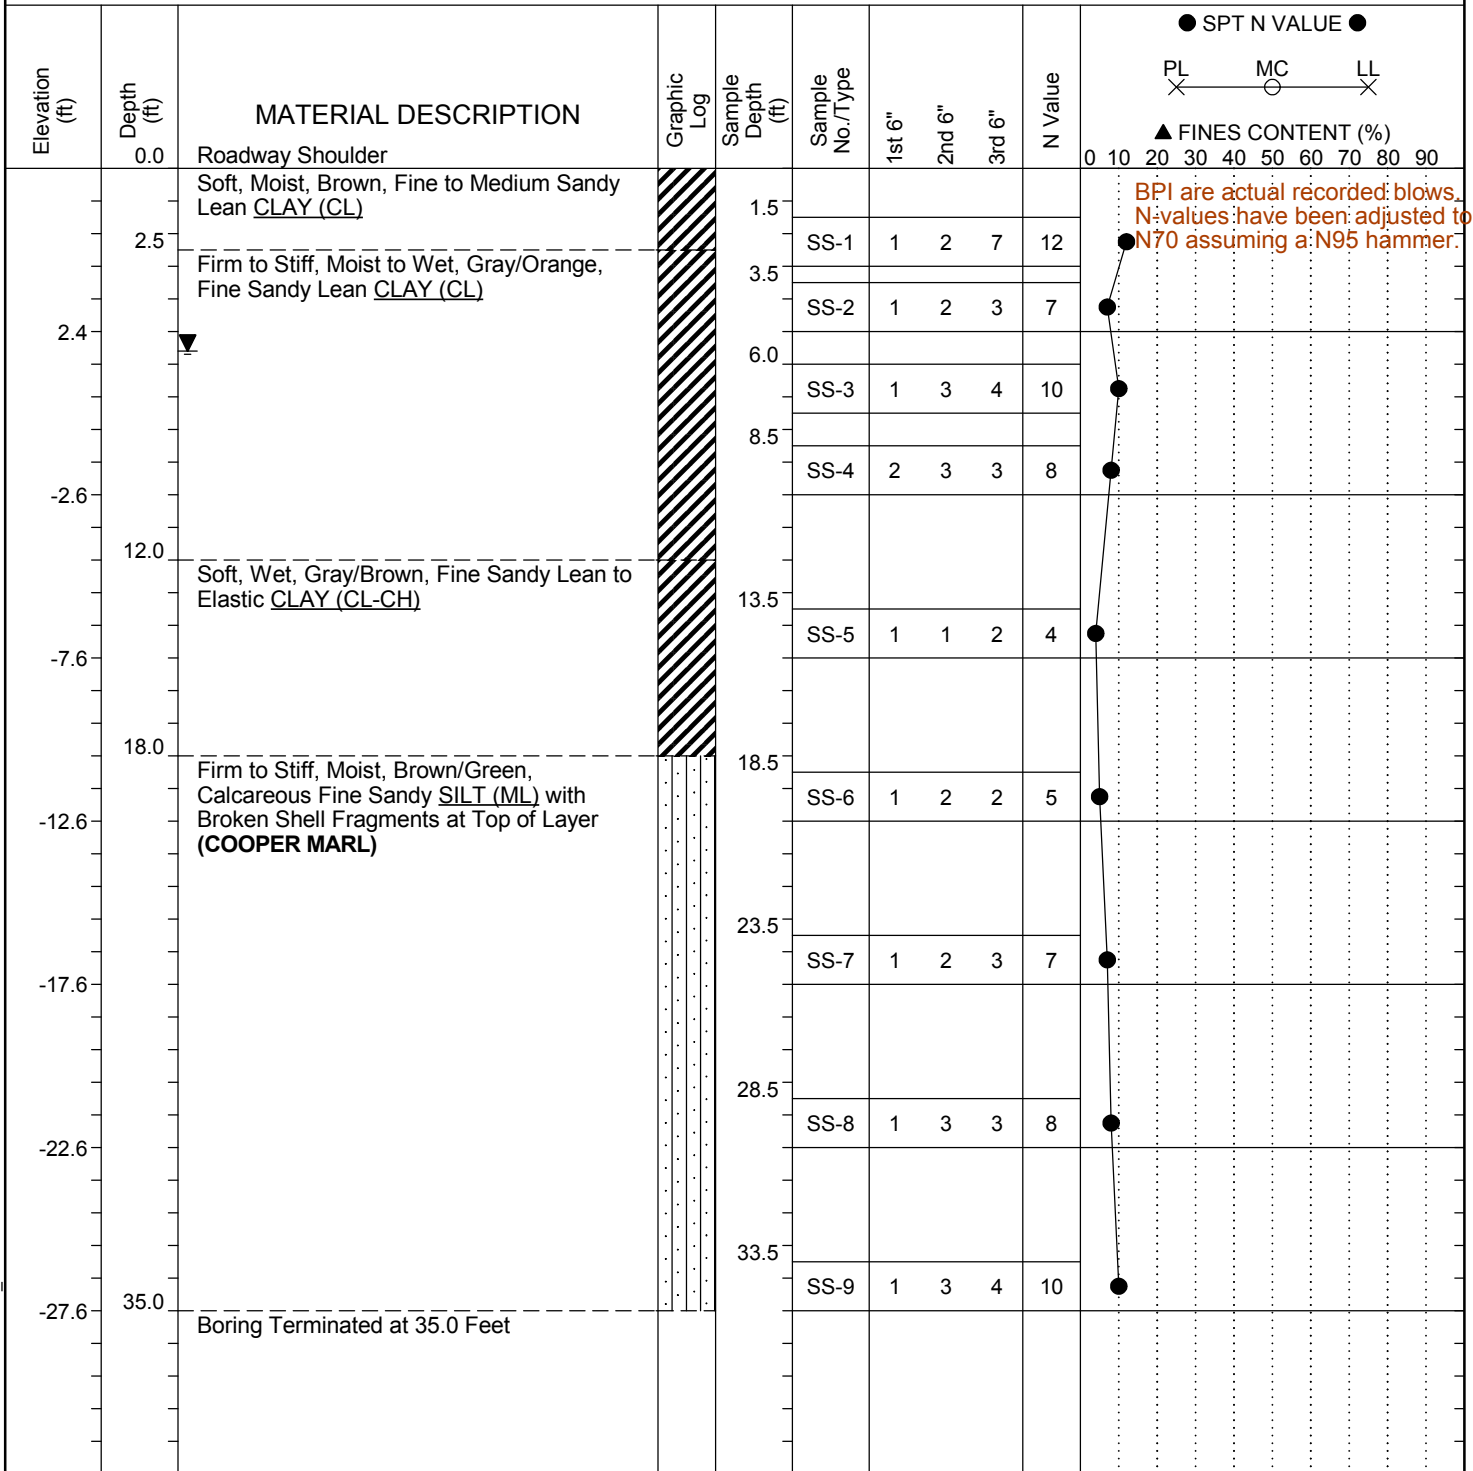 ● SPT N VALUE ●
PL MC LL
▲ FINES CONTENT (%)
Elevation (ft)
Depth (ft)
MATERIAL DESCRIPTION
Graphic Log
Sample Depth (ft)
Sample No./Type
1st 6"
2nd 6"
3rd 6"
N Value
0 10 20 30 40 50 60 70 80 90
0.0 Roadway Shoulder
Soft, Moist, Brown, Fine to Medium Sandy
Lean CLAY (CL)
BPI are actual recorded blows.
N-values have been adjusted to
N70 assuming a N95 hammer.
1.5
2.5
SS-1 1 2 7 12
Firm to Stiff, Moist to Wet, Gray/Orange,
Fine Sandy Lean CLAY (CL)
3.5
SS-2 1 2 3 7
2.4
6.0
SS-3 1 3 4 10
8.5
SS-4 2 3 3 8
-2.6
12.0
Soft, Wet, Gray/Brown, Fine Sandy Lean to
Elastic CLAY (CL-CH)
13.5
SS-5 1 1 2 4
-7.6
18.0
18.5
Firm to Stiff, Moist, Brown/Green,
Calcareous Fine Sandy SILT (ML) with
Broken Shell Fragments at Top of Layer
(COOPER MARL)
SS-6 1 2 2 5
-12.6
23.5
SS-7 1 2 3 7
-17.6
28.5
SS-8 1 3 3 8
-22.6
33.5
SS-9 1 3 4 10
35.0
-27.6
Boring Terminated at 35.0 Feet